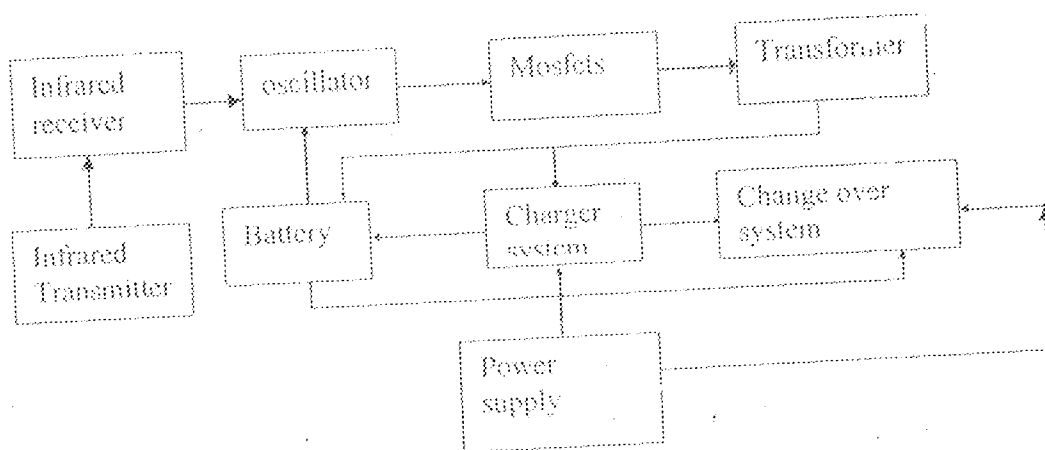 Infrared
receiver
oscillator
Mosfets
Transformer
Infrared
Transmitter
Battery
Charger
system
Change over
system
Power
supply